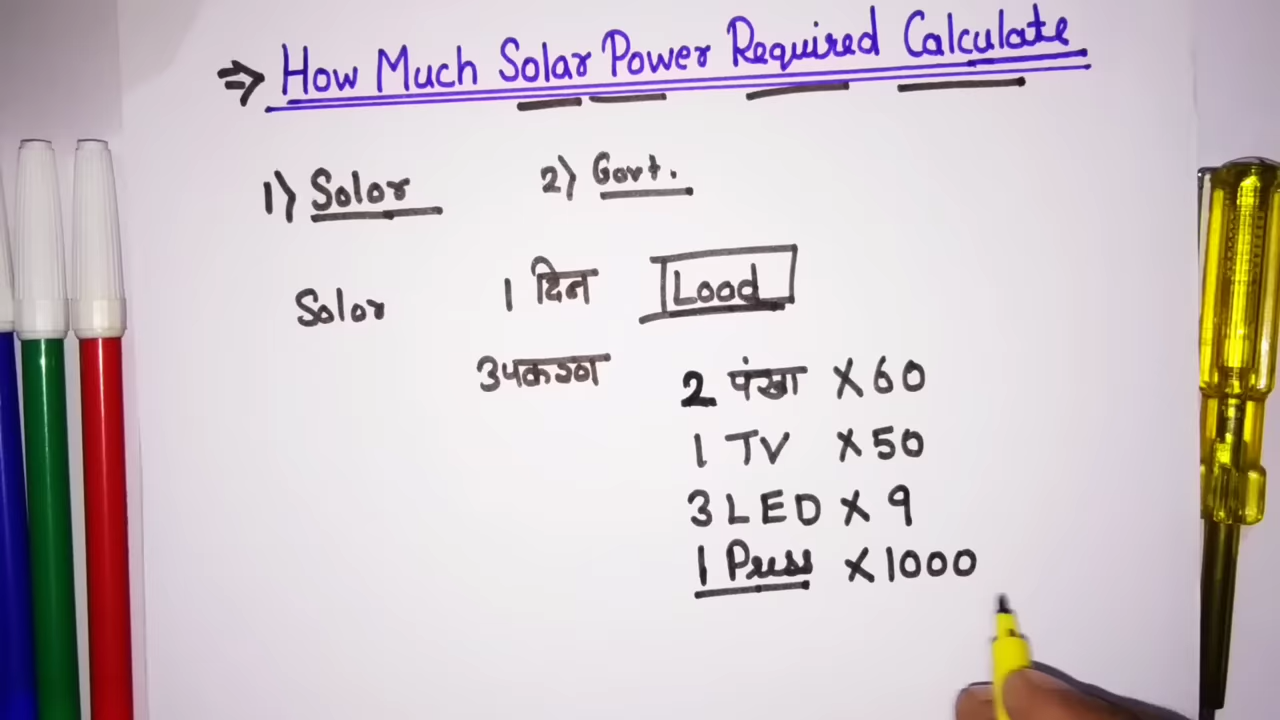 ⇒ How Much Solar Power Required Calculate
1) Solor 2) Govt.
Solor 1 दिन Load
उपकरण 2 पंखा X 60
1 TV X 50
3 LED X 9
1 Press X 1000